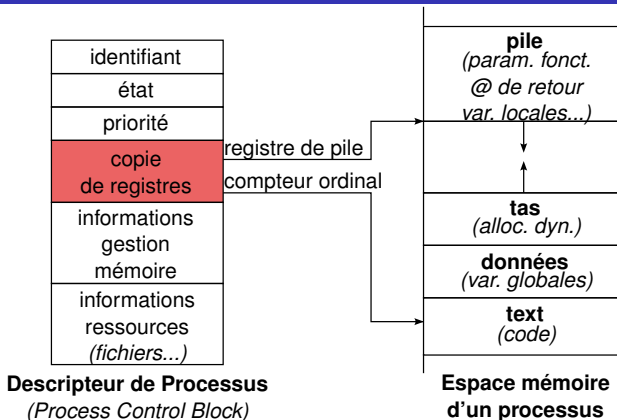 identifiant
état
priorité
copie
de registres
informations
gestion
mémoire
informations
ressources
(fichiers...)
Descripteur de Processus
(Process Control Block)
registre de pile
compteur ordinal
pile
(param. fonct.
@ de retour
var. locales...)
tas
(alloc. dyn.)
données
(var. globales)
text
(code)
Espace mémoire
d'un processus